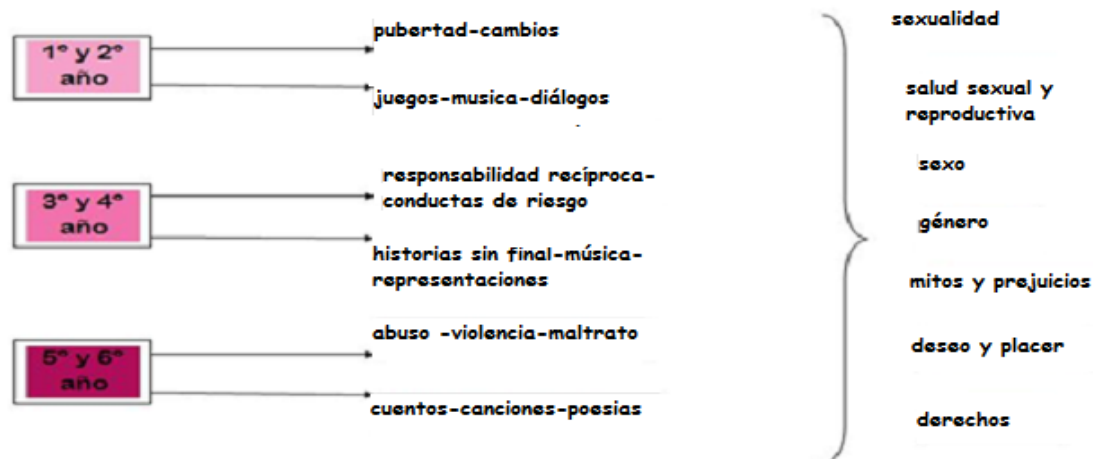 1° y 2°
año
pubertad-cambios
juegos-musica-diálogos
3° y 4°
año
responsabilidad recíproca-
conductas de riesgo
historias sin final-música-
representaciones
5° y 6°
año
abuso -violencia-maltrato
cuentos-canciones-poesias
sexualidad
salud sexual y
reproductiva
sexo
género
mitos y prejuicios
deseo y placer
derechos